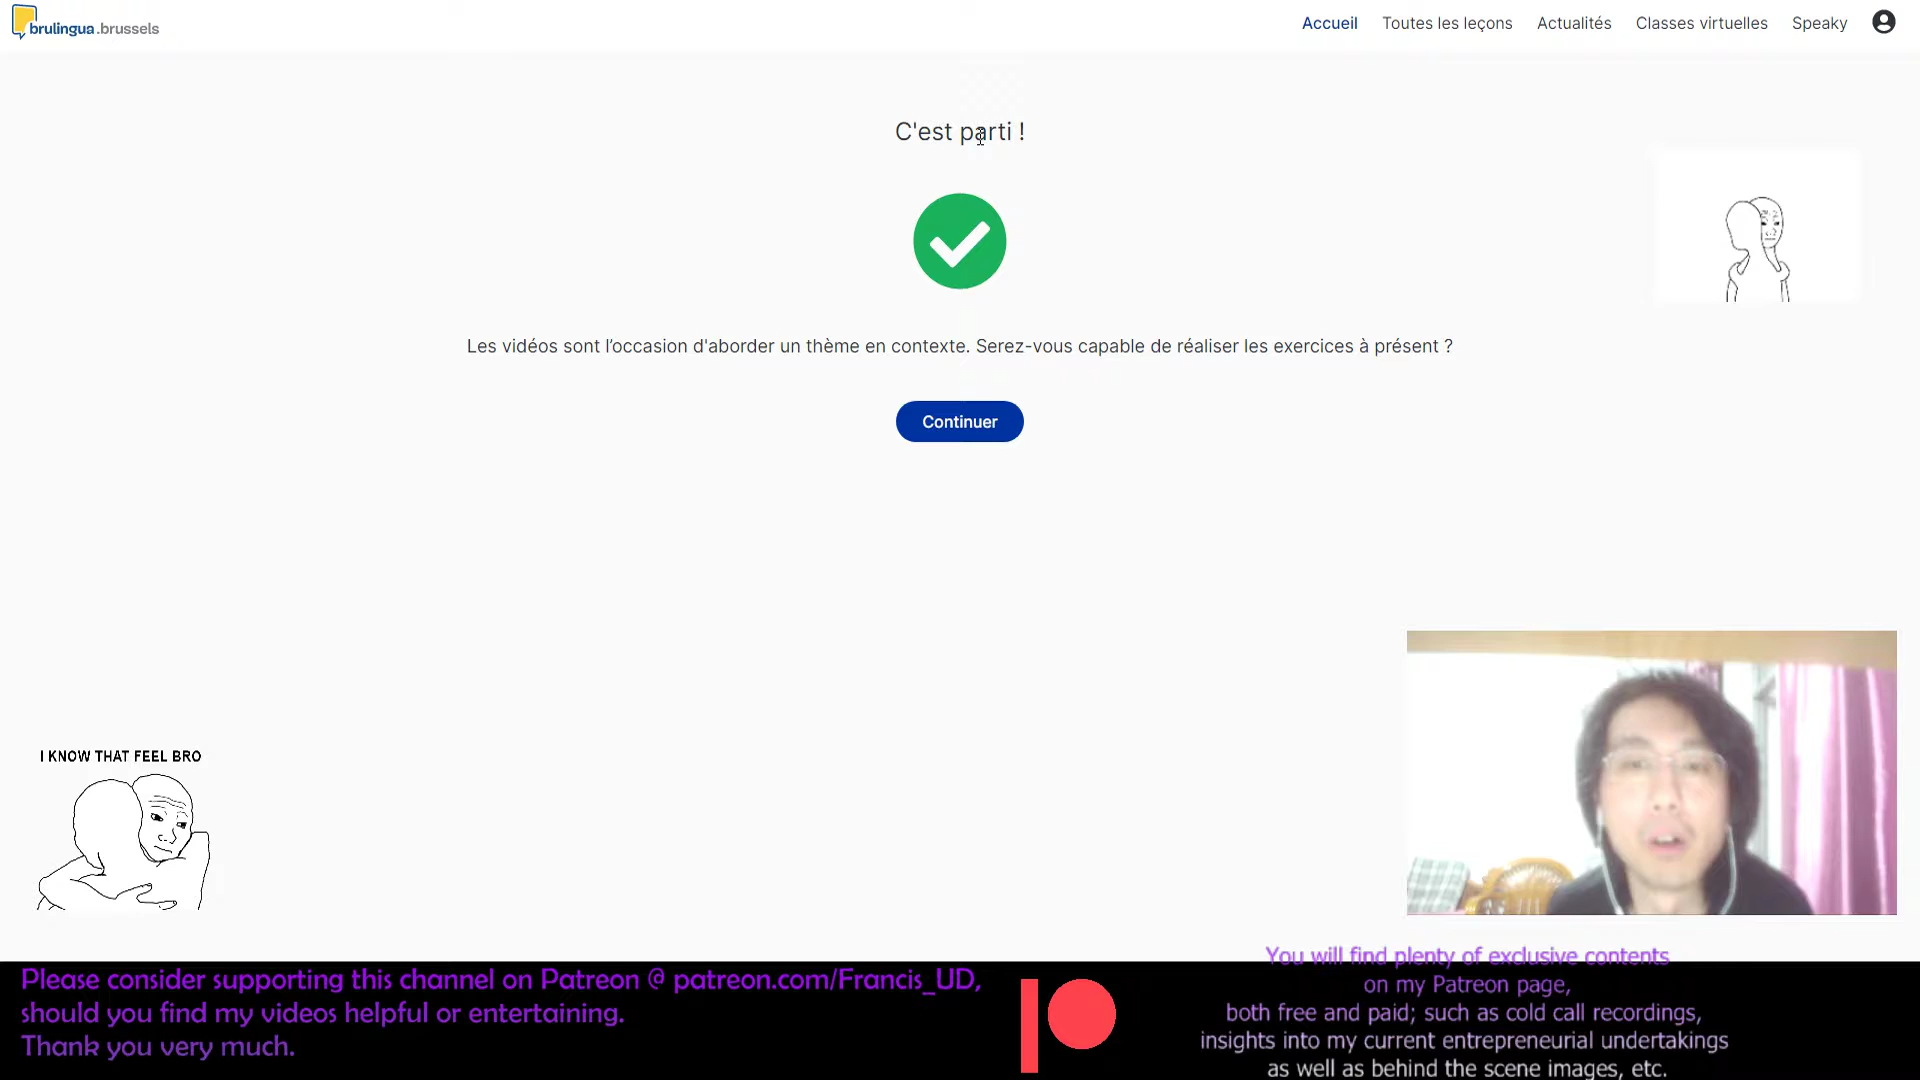 brulingua.brussels
Accueil
Toutes les leçons
Actualités
Classes virtuelles
Speaky
C'est parti !
Les vidéos sont l’occasion d'aborder un thème en contexte. Serez-vous capable de réaliser les exercices à présent ?
Continuer
I KNOW THAT FEEL BRO
Please consider supporting this channel on Patreon @ patreon.com/Francis_UD,
should you find my videos helpful or entertaining.
Thank you very much.
You will find plenty of exclusive contents
on my Patreon page,
both free and paid; such as cold call recordings,
insights into my current entrepreneurial undertakings
as well as behind the scene images, etc.